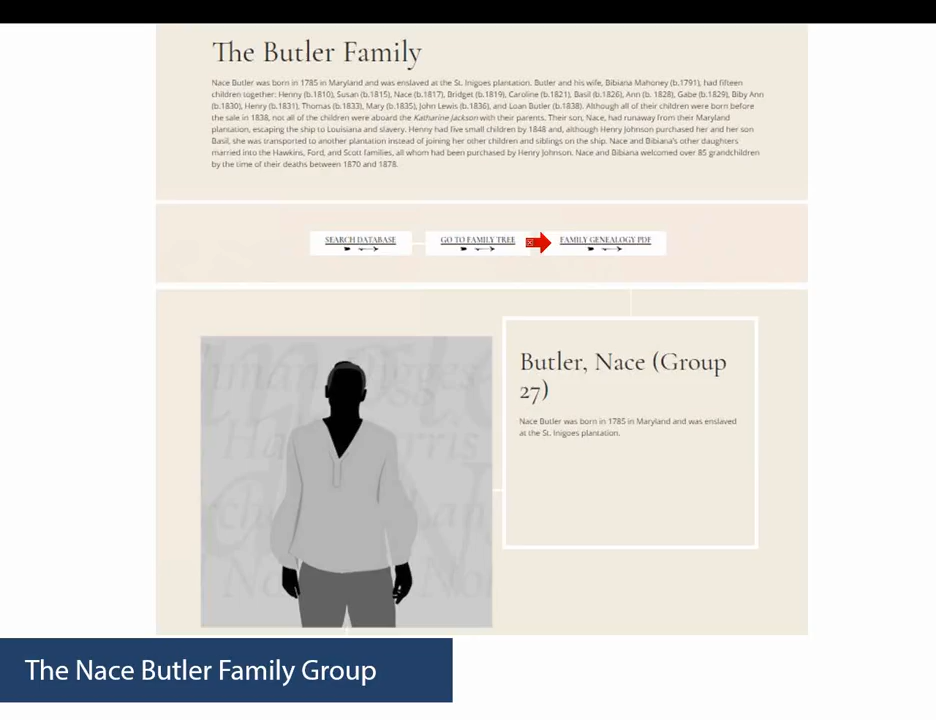 The Butler Family
Nace Butler was born in 1785 in Maryland and was enslaved at the St. Inigoes plantation. Butler and his wife, Bibiana Mahoney (b.1791), had fifteen
children together: Henny (b.1810), Susan (b.1815), Nace (b.1817), Bridget (b.1819), Caroline (b.1821), Basil (b.1826), Ann (b. 1828), Gabe (b.1829), Biby Ann
(b.1830), Henry (b.1831), Thomas (b.1833), Mary (b.1835), John Lewis (b.1836), and Loan Butler (b.1838). Although all of their children were born before
the sale in 1838, not all of the children were aboard the Katharine Jackson with their parents. Their son, Nace, had runaway from their Maryland
plantation, escaping the ship to Louisiana and slavery. Henny had five small children by 1848 and, although Henry Johnson purchased her and her son
Basil, she was transported to another plantation instead of joining her other children and siblings on the ship. Nace and Bibiana's other daughters
married into the Hawkins, Ford, and Scott families, all whom had been purchased by Henry Johnson. Nace and Bibiana welcomed over 85 grandchildren
by the time of their deaths between 1870 and 1878.
SEARCH DATABASE GO TO FAMILY TREE FAMILY GENEALOGY PDF
Butler, Nace (Group
27)
Nace Butler was born in 1785 in Maryland and was enslaved
at the St. Inigoes plantation.
The Nace Butler Family Group